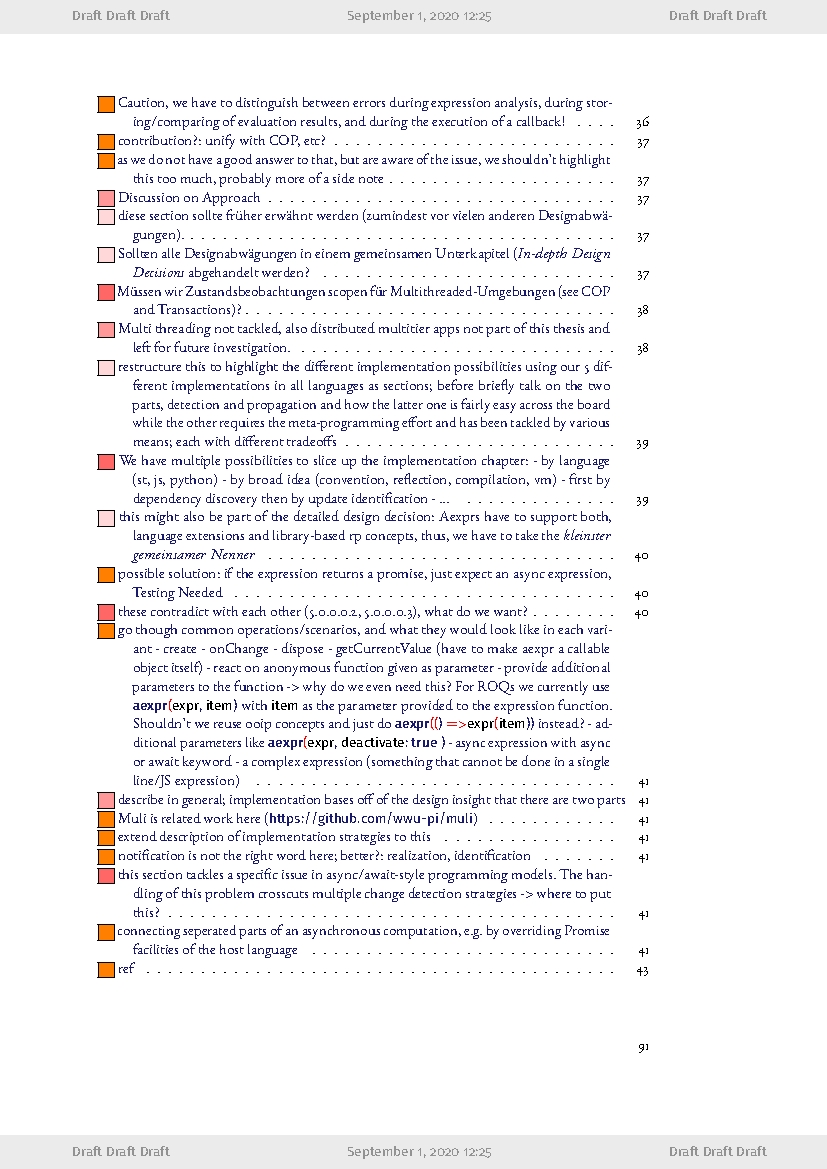 Draft Draft Draft September 1, 2020 12:25 Draft Draft Draft
Caution, we have to distinguish between errors during expression analysis, during stor-
ing/comparing of evaluation results, and during the execution of a callback! . . . . 36
contribution?: unify with COP, etc? . . . . . . . . . . . . . . . . . . . . . . . . . . . . . . 37
as we do not have a good answer to that, but are aware of the issue, we shouldn't highlight
this too much, probably more of a side note . . . . . . . . . . . . . . . . . . . . . . . . . 37
Discussion on Approach . . . . . . . . . . . . . . . . . . . . . . . . . . . . . . . . . . . . . . 37
diese section sollte früher erwähnt werden (zumindest vor vielen anderen Designabwä-
gungen). . . . . . . . . . . . . . . . . . . . . . . . . . . . . . . . . . . . . . . . . . . . . . . 37
Sollten alle Designabwägungen in einem gemeinsamen Unterkapitel (In-depth Design
Decisions abgehandelt werden? . . . . . . . . . . . . . . . . . . . . . . . . . . . . . . . . 37
Müssen wir Zustandsbeobachtungen scopen für Multithreaded-Umgebungen (see COP
and Transactions)? . . . . . . . . . . . . . . . . . . . . . . . . . . . . . . . . . . . . . . . . 38
Multi threading not tackled, also distributed multitier apps not part of this thesis and
left for future investigation. . . . . . . . . . . . . . . . . . . . . . . . . . . . . . . . . . . 38
restructure this to highlight the different implementation possibilities using our 5 dif-
ferent implementations in all languages as sections; before briefly talk on the two
parts, detection and propagation and how the latter one is fairly easy across the board
while the other requires the meta-programming effort and has been tackled by various
means; each with different tradeoffs . . . . . . . . . . . . . . . . . . . . . . . . . . . . . 39
We have multiple possibilities to slice up the implementation chapter: - by language
(st, js, python) - by broad idea (convention, reflection, compilation, vm) - first by
dependency discovery then by update identification - ... . . . . . . . . . . . . . . . . 39
this might also be part of the detailed design decision: Aexprs have to support both,
language extensions and library-based rp concepts, thus, we have to take the kleinster
gemeinsamer Nenner . . . . . . . . . . . . . . . . . . . . . . . . . . . . . . . . . . . . . . 40
possible solution: if the expression returns a promise, just expect an async expression,
Testing Needed . . . . . . . . . . . . . . . . . . . . . . . . . . . . . . . . . . . . . . . . . 40
these contradict with each other (5.0.0.0.2, 5.0.0.0.3), what do we want? . . . . . . . . . 40
go though common operations/scenarios, and what they would look like in each vari-
ant - create - onChange - dispose - getCurrentValue (have to make aexpr a callable
object itself) - react on anonymous function given as parameter - provide additional
parameters to the function -> why do we even need this? For ROQs we currently use
aexpr(expr, item) with item as the parameter provided to the expression function.
Shouldn't we reuse ooip concepts and just do aexpr(() =>expr(item)) instead? - ad-
ditional parameters like aexpr(expr, deactivate: true ) - async expression with async
or await keyword - a complex expression (something that cannot be done in a single
line/JS expression) . . . . . . . . . . . . . . . . . . . . . . . . . . . . . . . . . . . . . . . 41
describe in general; implementation bases off of the design insight that there are two parts 41
Muli is related work here (https://github.com/wwu-pi/muli) . . . . . . . . . . . . . . 41
extend description of implementation strategies to this . . . . . . . . . . . . . . . . . . . 41
notification is not the right word here; better?: realization, identification . . . . . . . 41
this section tackles a specific issue in async/await-style programming models. The han-
dling of this problem crosscuts multiple change detection strategies -> where to put
this? . . . . . . . . . . . . . . . . . . . . . . . . . . . . . . . . . . . . . . . . . . . . . . . . 41
connecting seperated parts of an asynchronous computation, e.g. by overriding Promise
facilities of the host language . . . . . . . . . . . . . . . . . . . . . . . . . . . . . . . . . 41
ref . . . . . . . . . . . . . . . . . . . . . . . . . . . . . . . . . . . . . . . . . . . . . . . . . . 43
91
Draft Draft Draft September 1, 2020 12:25 Draft Draft Draft